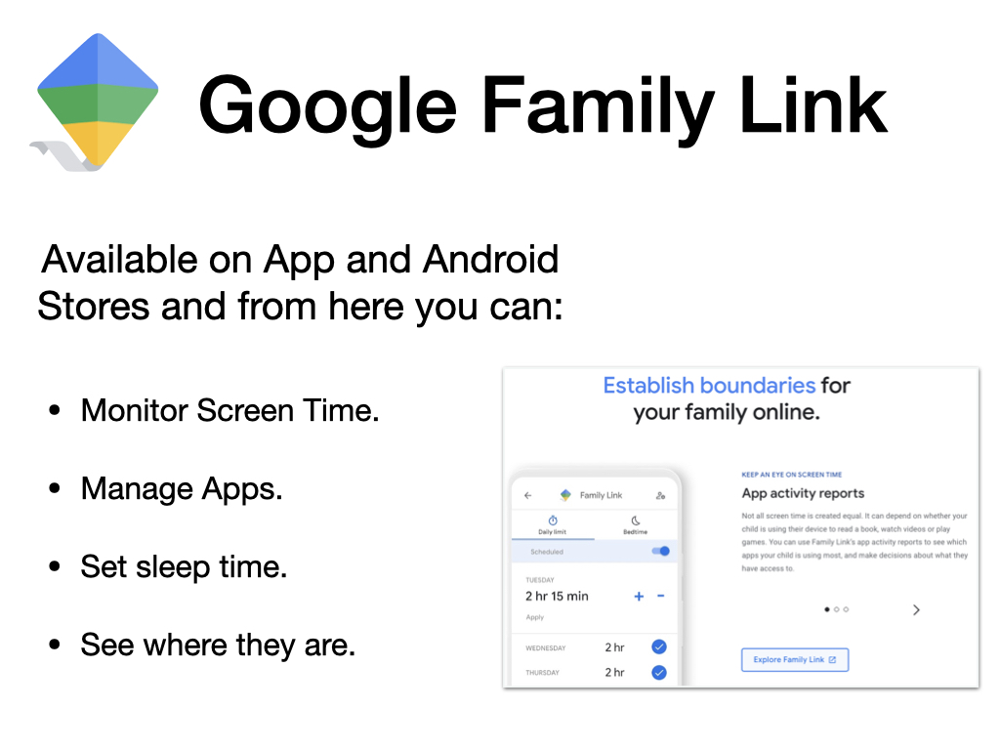 Google Family Link
Available on App and Android
Stores and from here you can:
• Monitor Screen Time.
• Manage Apps.
• Set sleep time.
• See where they are.
Establish boundaries for
your family online.
Family Link
Daily limit
Bedtime
Scheduled
TUESDAY
2 hr 15 min
Apply
WEDNESDAY 2 hr
THURSDAY 2 hr
KEEP AN EYE ON SCREEN TIME
App activity reports
Not all screen time is created equal. It can depend on whether your
child is using their device to read a book, watch videos or play
games. You can use Family Link's app activity reports to see which
apps your child is using most, and make decisions about what they
have access to.
Explore Family Link